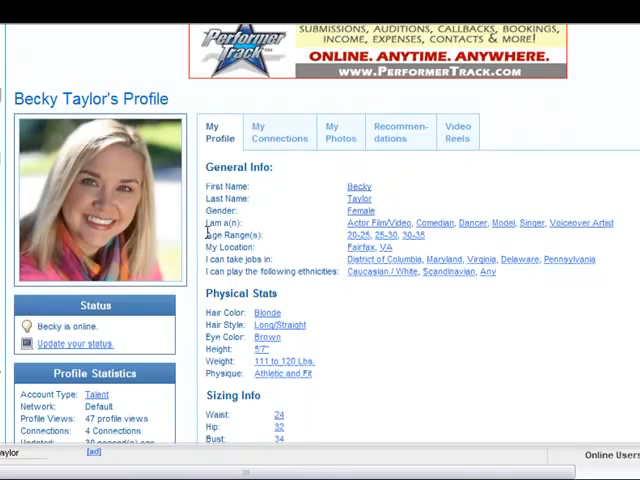 SUBMISSIONS, AUDITIONS, CALLBACKS, BOOKINGS,
INCOME, EXPENSES, CONTACTS & MORE!
PERFORMER TRACK
ONLINE. ANYTIME. ANYWHERE.
WWW.PERFORMERTRACK.COM
Becky Taylor's Profile
My Profile
My Connections
My Photos
Recommen-dations
Video Reels
General Info:
First Name: Becky
Last Name: Taylor
Gender: Female
I am a(n): Actor Film/Video, Comedian, Dancer, Model, Singer, Voiceover Artist
Age Range(s): 20-25, 25-30, 30-35
My Location: Fairfax, VA
I can take jobs in: District of Columbia, Maryland, Virginia, Delaware, Pennsylvania
I can play the following ethnicities: Caucasian / White, Scandinavian, Any
Physical Stats
Hair Color: Blonde
Hair Style: Long/Straight
Eye Color: Brown
Height: 5'7"
Weight: 111 to 120 Lbs.
Physique: Athletic and Fit
Sizing Info
Waist: 24
Hip: 32
Bust: 34
Status
Becky is online.
Update your status.
Profile Statistics
Account Type: Talent
Network: Default
Profile Views: 47 profile views
Connections: 4 Connections
aylor
[ad]
Online Users